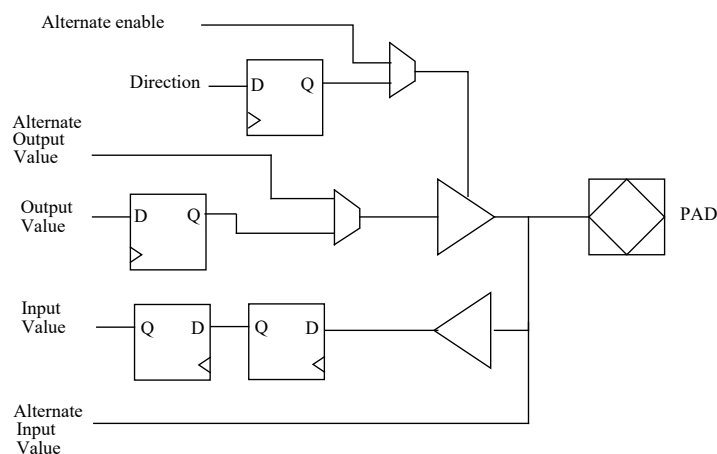 Alternate enable
Direction
D
Q
Alternate
Output
Value
Output
Value
D
Q
PAD
Input
Value
Q
D
Q
D
Alternate
Input
Value